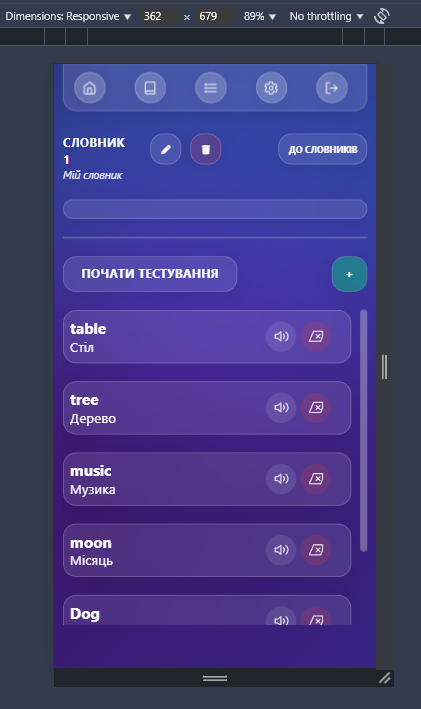 Dimensions: Responsive ▼ 362 × 679 89% ▼ No throttling ▼
СЛОВНИК
1
Мій словник
ДО СЛОВНИКІВ
ПОЧАТИ ТЕСТУВАННЯ
+
table
Стіл
tree
Дерево
music
Музика
moon
Місяць
Dog